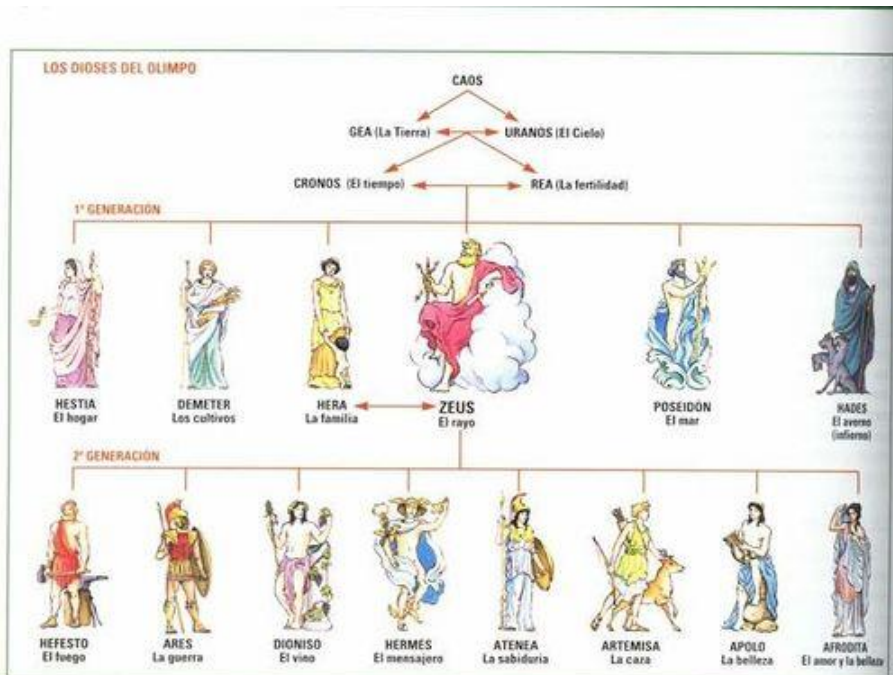 LOS DIOSES DEL OLIMPO
CAOS
GEA (La Tierra) URANOS (El Cielo)
CRONOS (El tiempo) REA (La fertilidad)
1ª GENERACIÓN
HESTIA
El hogar
DEMETER
Los cultivos
HERA
La familia
ZEUS
El rayo
POSEIDÓN
El mar
HADES
El averno
(infierno)
2ª GENERACIÓN
HEFESTO
El fuego
ARES
La guerra
DIONISO
El vino
HERMES
El mensajero
ATENEA
La sabiduria
ARTEMISA
La caza
APOLO
La belleza
AFRODITA
El amor y la belleza